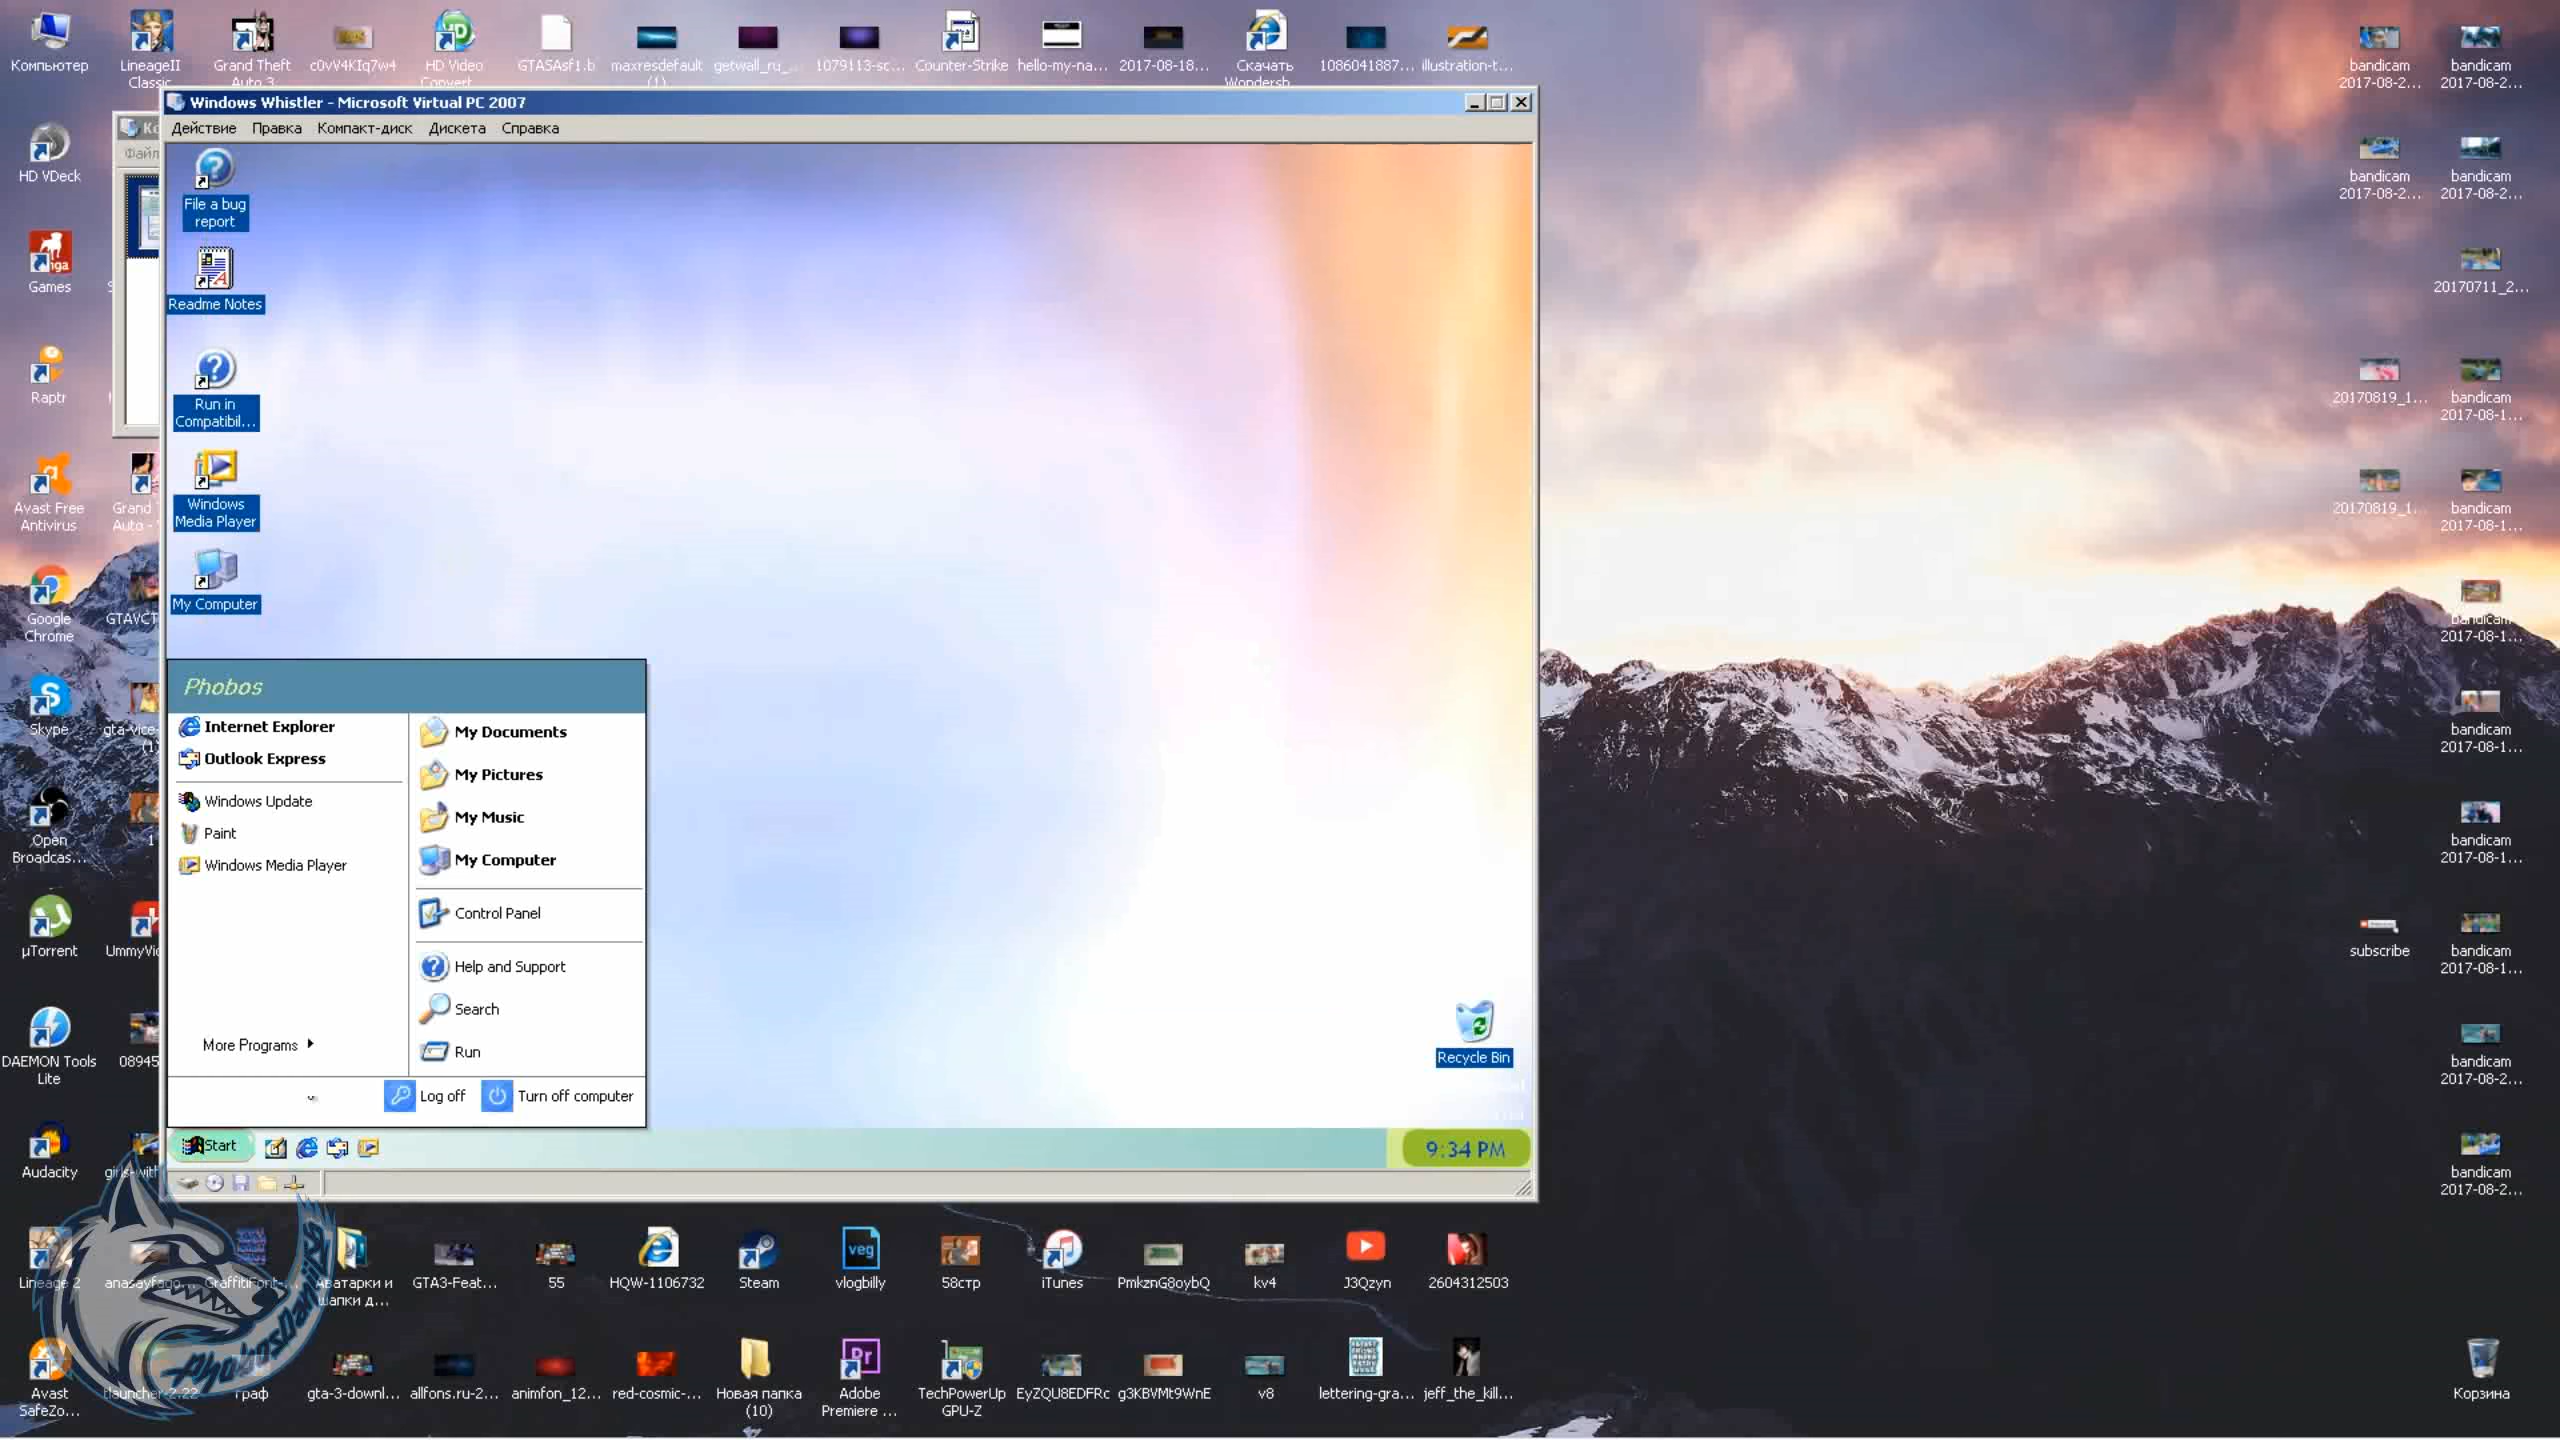 Компьютер
LineageII
Classic
Grand Theft
Auto 3
c0vV4KIq7w4
HD Video
Convert...
GTASAsf1.b
maxresdefault
(1)
getwall_ru_...
1079113-sc...
Counter-Strike
hello-my-na...
2017-08-18...
Скачать
Wondersh...
1086041887...
illustration-t...
bandicam
2017-08-2...
bandicam
2017-08-2...
Windows Whistler - Microsoft Virtual PC 2007
Действие Правка Компакт-диск Дискета Справка
Файл
HD VDeck
Games
Raptr
Avast Free
Antivirus
Grand
Auto -
Google
Chrome
GTAVCT
Skype
gta-vice-
(1)
Open
Broadcas...
1
µTorrent
UmmyVi
DAEMON Tools
Lite
08945
Audacity
girls-with
File a bug
report
Readme Notes
Run in
Compatibil...
Windows
Media Player
My Computer
Phobos
Internet Explorer
Outlook Express
Windows Update
Paint
Windows Media Player
More Programs
My Documents
My Pictures
My Music
My Computer
Control Panel
Help and Support
Search
Run
Log off
Turn off computer
Recycle Bin
Start
9:34 PM
bandicam
2017-08-2...
bandicam
2017-08-2...
20170711_2...
20170819_1...
bandicam
2017-08-1...
20170819_1...
bandicam
2017-08-1...
bandicam
2017-08-1...
bandicam
2017-08-1...
bandicam
2017-08-1...
subscribe
bandicam
2017-08-1...
bandicam
2017-08-2...
bandicam
2017-08-2...
Lineage 2
anasayfago...
GraffitiFont-...
Аватарки и
шапки д...
GTA3-Feat...
55
HQW-1106732
Steam
vlogbilly
58стр
iTunes
PmkznG8oybQ
kv4
J3Qzyn
2604312503
Avast
SafeZo...
tlauncher-2.22
граф
gta-3-downl...
allfons.ru-2...
animfon_12...
red-cosmic-...
Новая папка
(10)
Adobe
Premiere ...
TechPowerUp
GPU-Z
EyZQU8EDFRc
g3KBVMt9WnE
v8
lettering-gra...
jeff_the_kill...
Корзина